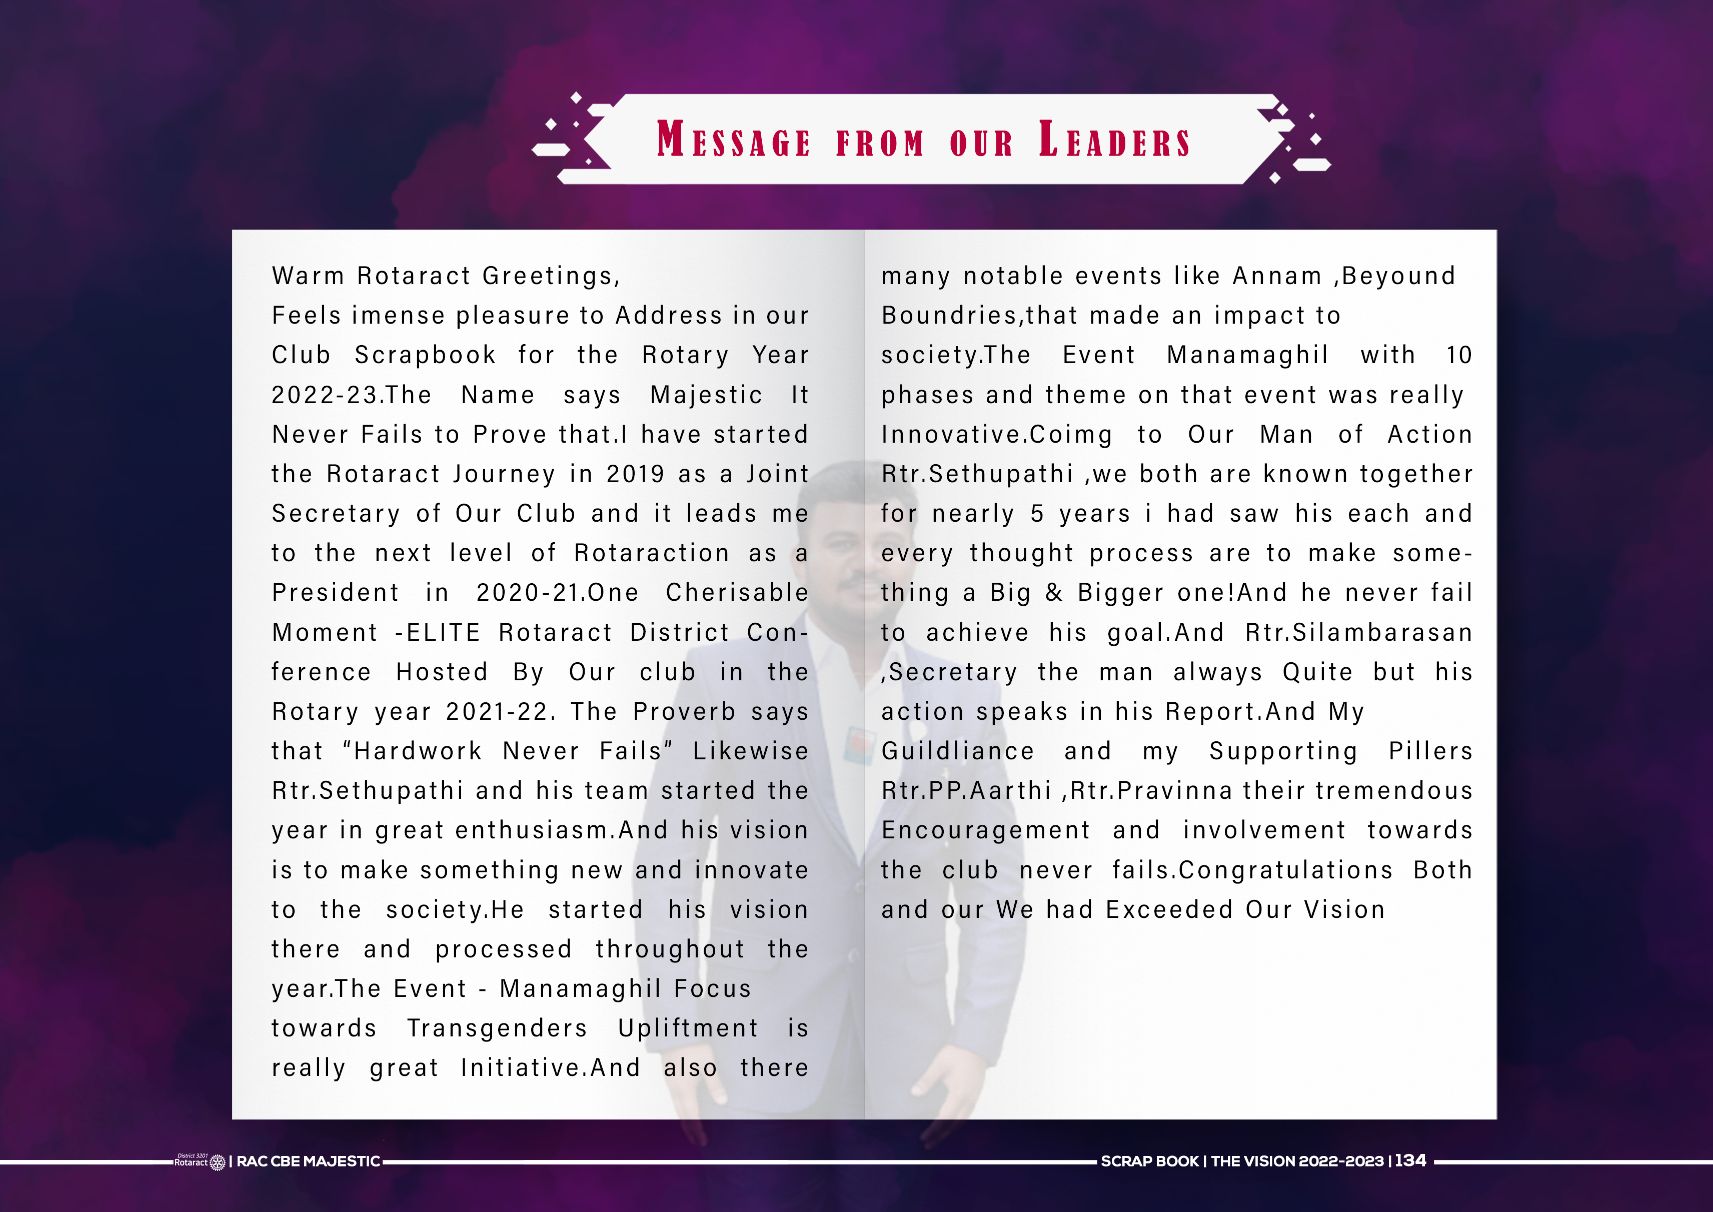 Message from our Leaders
Warm Rotaract Greetings,
Feels imense pleasure to Address in our
Club Scrapbook for the Rotary Year
2022-23.The Name says Majestic It
Never Fails to Prove that.I have started
the Rotaract Journey in 2019 as a Joint
Secretary of Our Club and it leads me
to the next level of Rotaraction as a
President in 2020-21.One Cherisable
Moment -ELITE Rotaract District Con-
ference Hosted By Our club in the
Rotary year 2021-22. The Proverb says
that “Hardwork Never Fails” Likewise
Rtr.Sethupathi and his team started the
year in great enthusiasm.And his vision
is to make something new and innovate
to the society.He started his vision
there and processed throughout the
year.The Event - Manamaghil Focus
towards Transgenders Upliftment is
really great Initiative.And also there
many notable events like Annam ,Beyound
Boundries,that made an impact to
society.The Event Manamaghil with 10
phases and theme on that event was really
Innovative.Coimg to Our Man of Action
Rtr.Sethupathi ,we both are known together
for nearly 5 years i had saw his each and
every thought process are to make some-
thing a Big & Bigger one!And he never fail
to achieve his goal.And Rtr.Silambarasan
,Secretary the man always Quite but his
action speaks in his Report.And My
Guildliance and my Supporting Pillers
Rtr.PP.Aarthi ,Rtr.Pravinna their tremendous
Encouragement and involvement towards
the club never fails.Congratulations Both
and our We had Exceeded Our Vision
District 3201
Rotaract | RAC CBE MAJESTIC
SCRAP BOOK | THE VISION 2022-2023 | 134